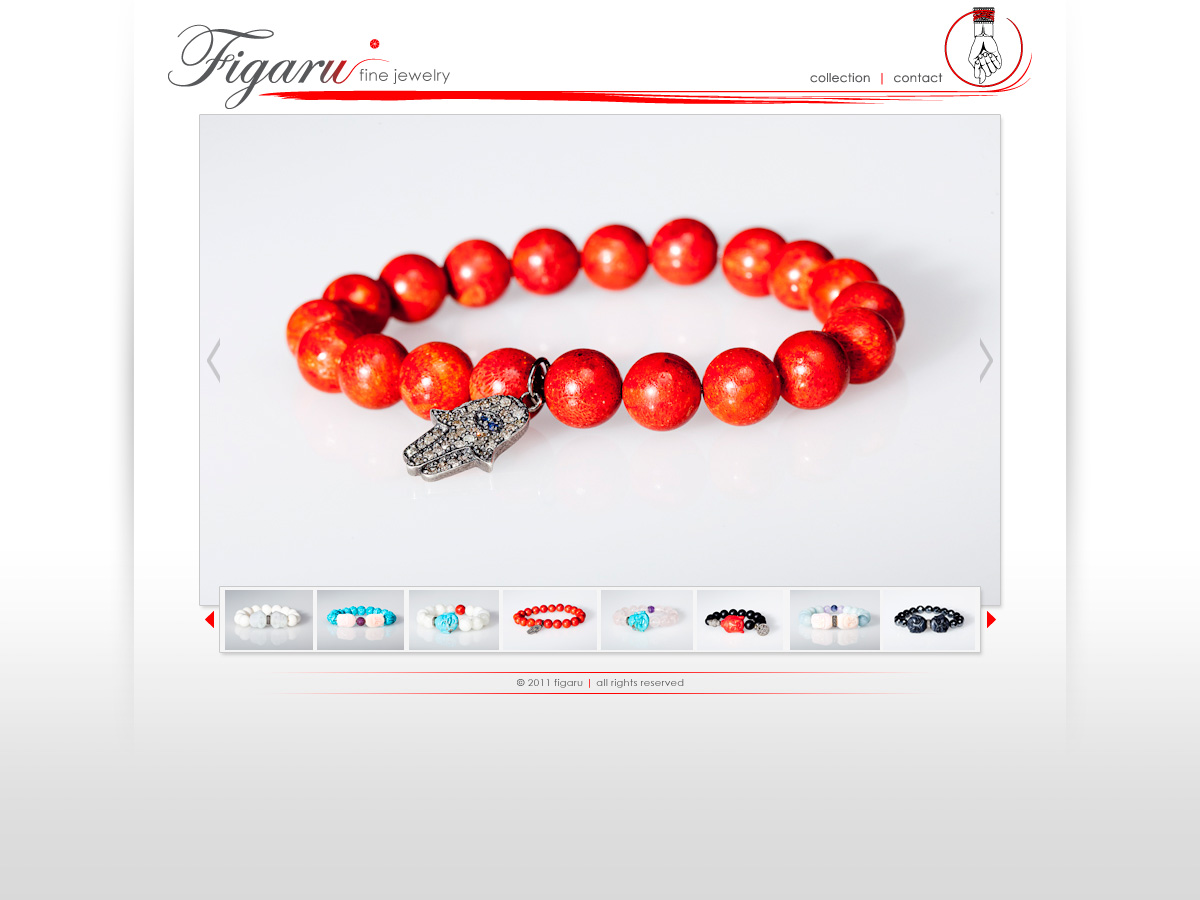 Figaru fine jewelry
collection | contact
© 2011 figaru | all rights reserved